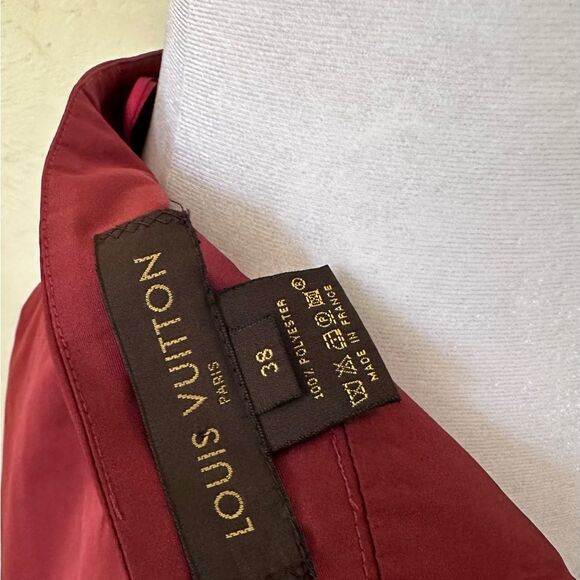 LOUIS VUITTON
PARIS
38
100% POLYESTER
MADE IN FRANCE